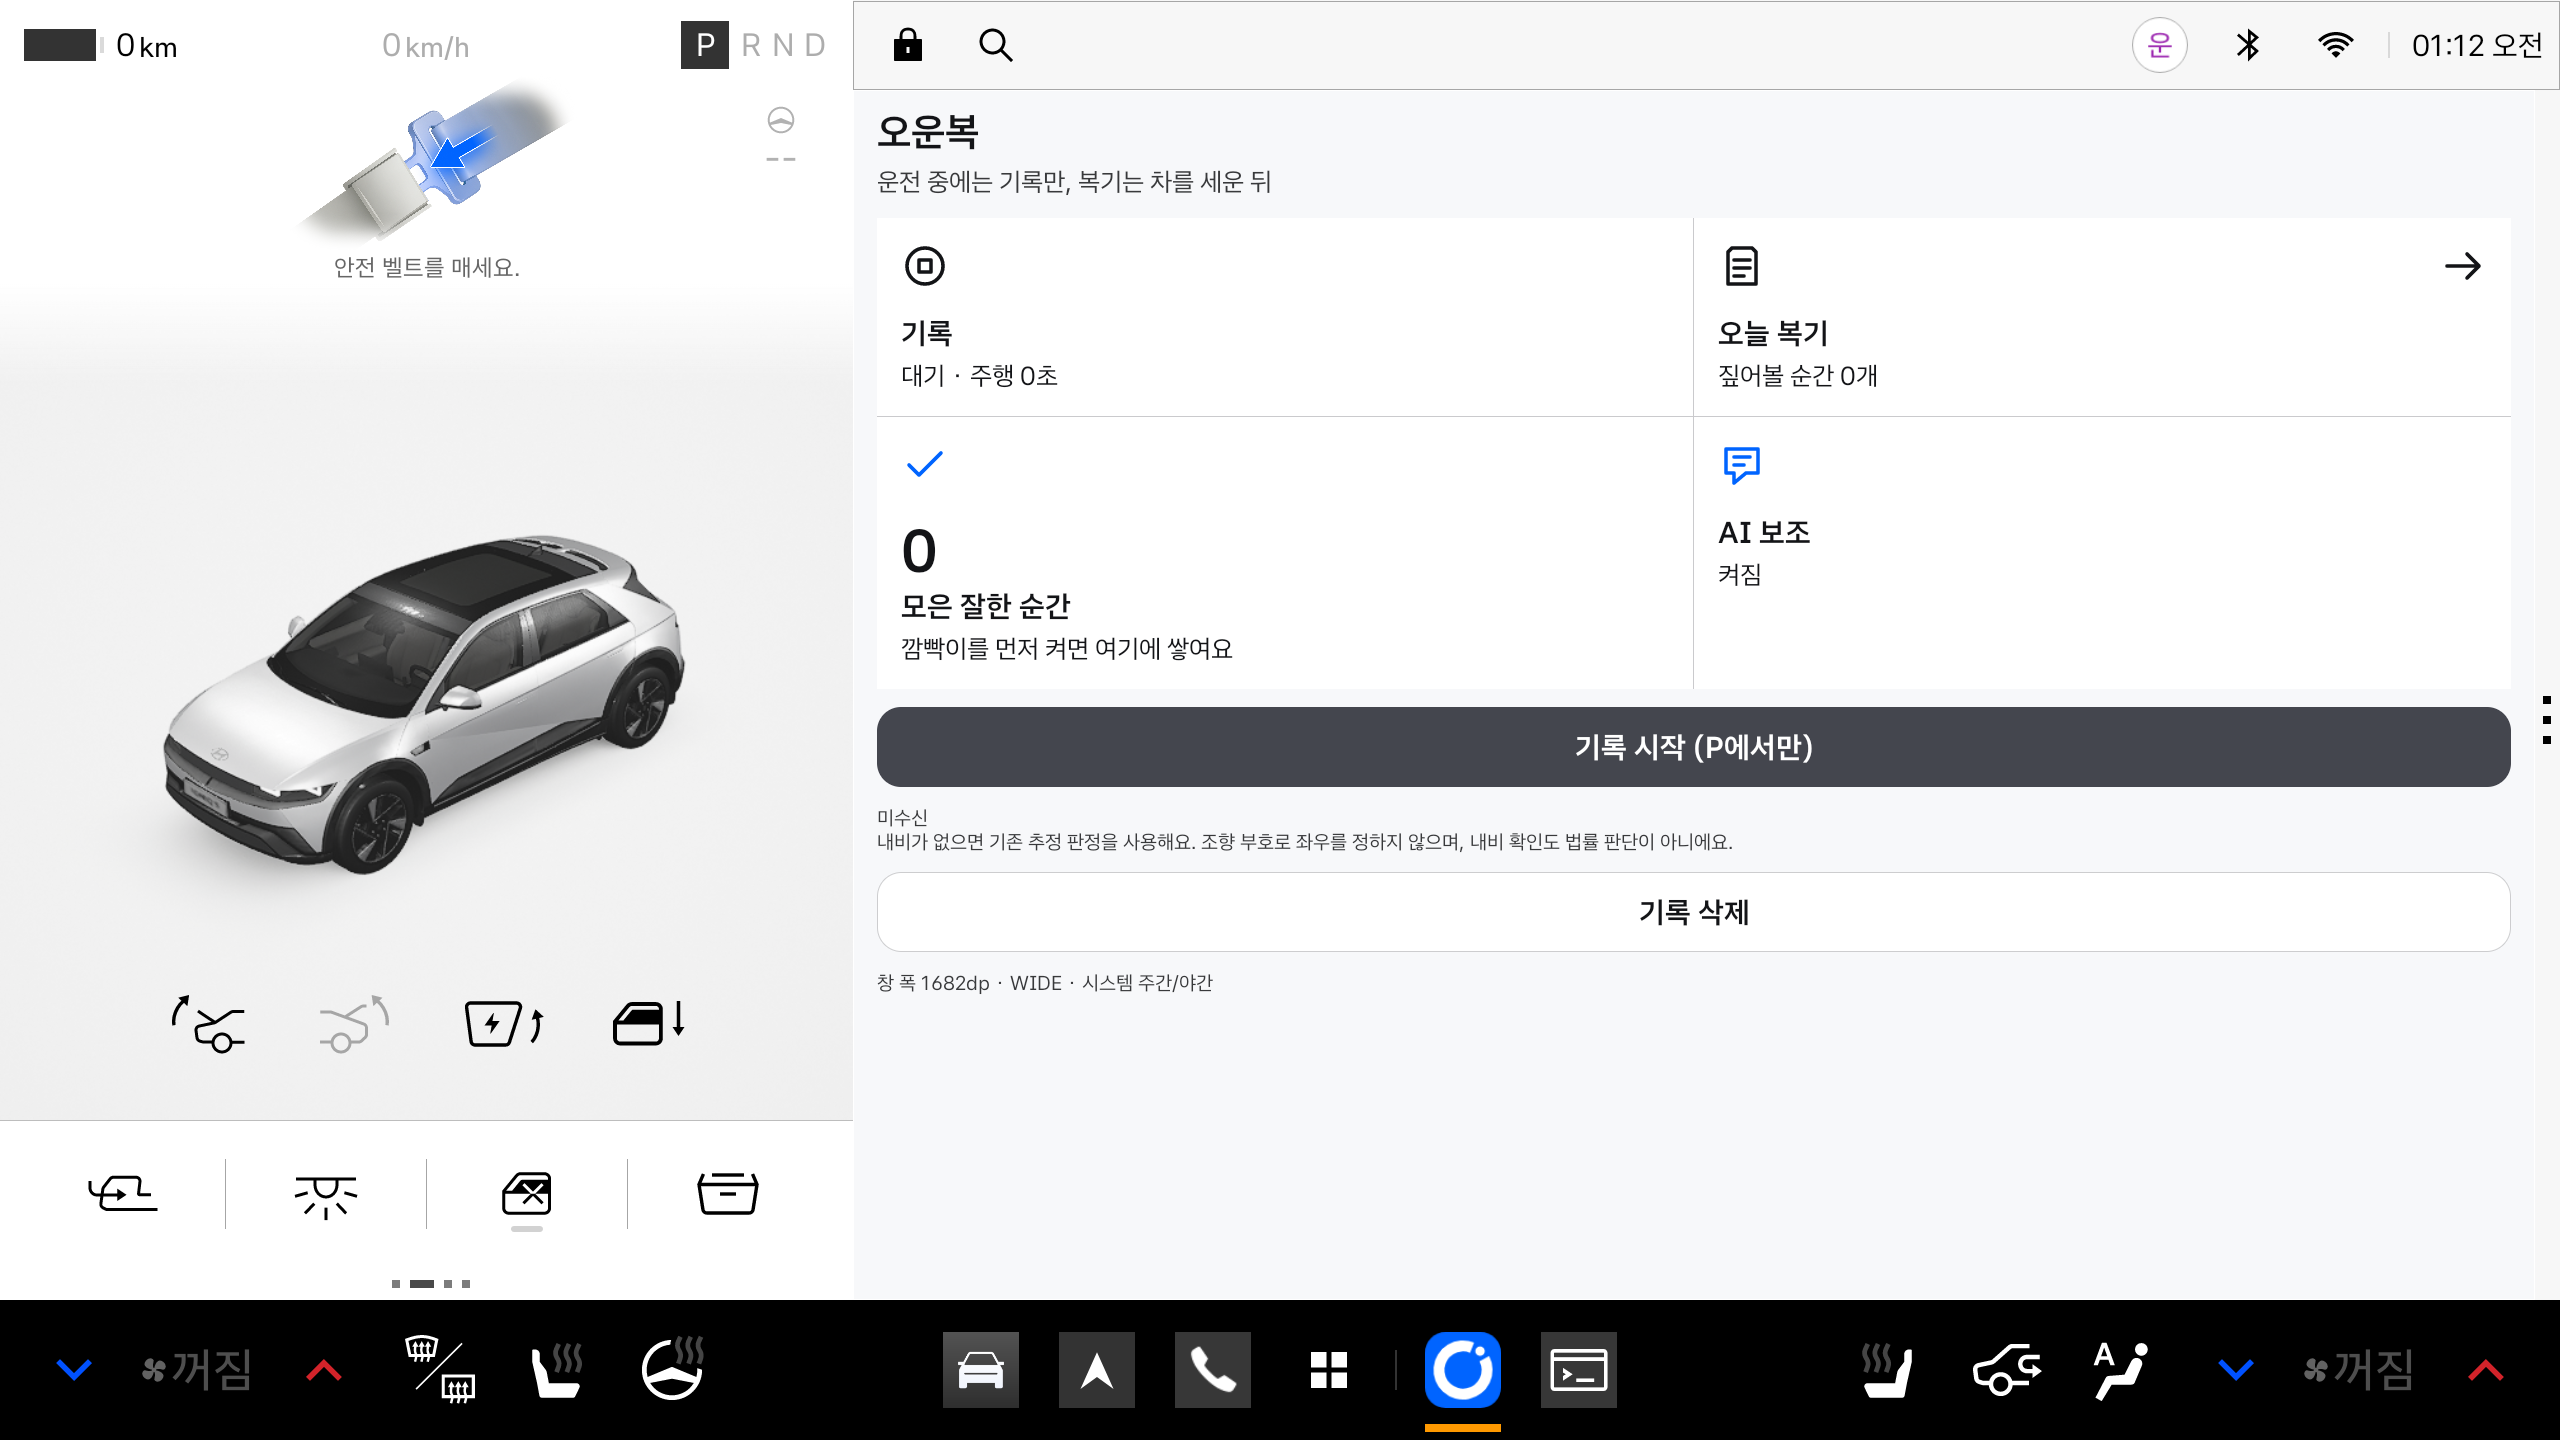 0 km
0 km/h
P R N D
운
01:12 오전
안전 벨트를 매세요.
오운복
운전 중에는 기록만, 복기는 차를 세운 뒤
기록
대기 · 주행 0초
오늘 복기
짚어볼 순간 0개
0
모은 잘한 순간
깜빡이를 먼저 켜면 여기에 쌓여요
AI 보조
켜짐
기록 시작 (P에서만)
미수신
내비가 없으면 기존 추정 판정을 사용해요. 조향 부호로 좌우를 정하지 않으며, 내비 확인도 법률 판단이 아니에요.
기록 삭제
창 폭 1682dp · WIDE · 시스템 주간/야간
꺼짐
A
꺼짐